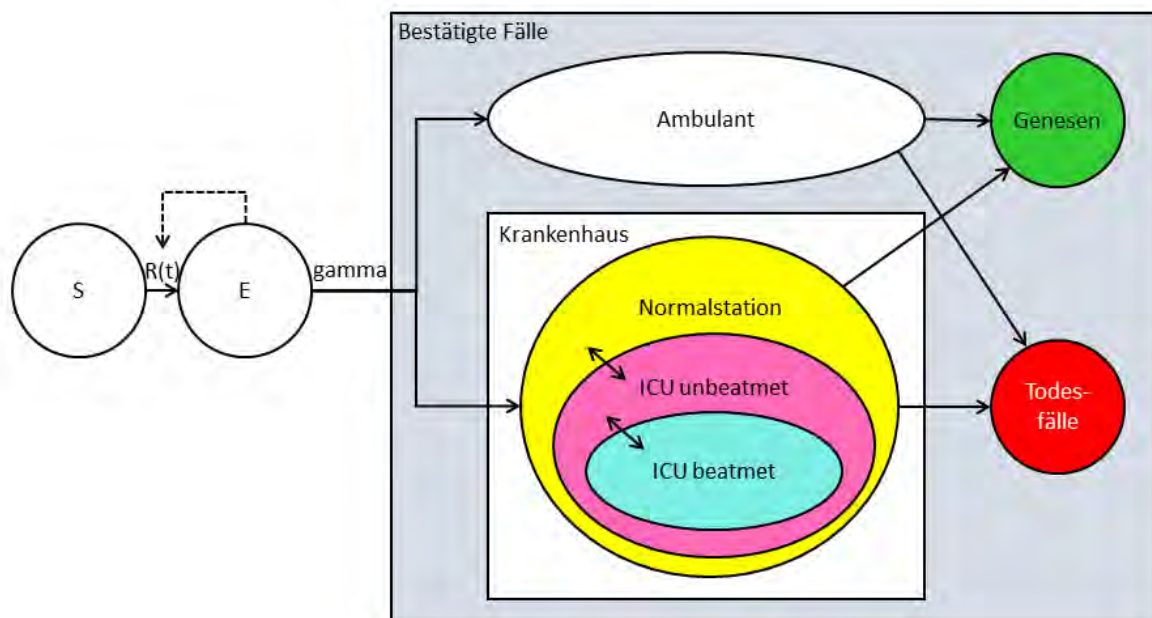 Bestätigte Fälle
Ambulant
Genesen
Krankenhaus
S
R(t)
E
gamma
Normalstation
ICU unbeatmet
ICU beatmet
Todes-
fälle